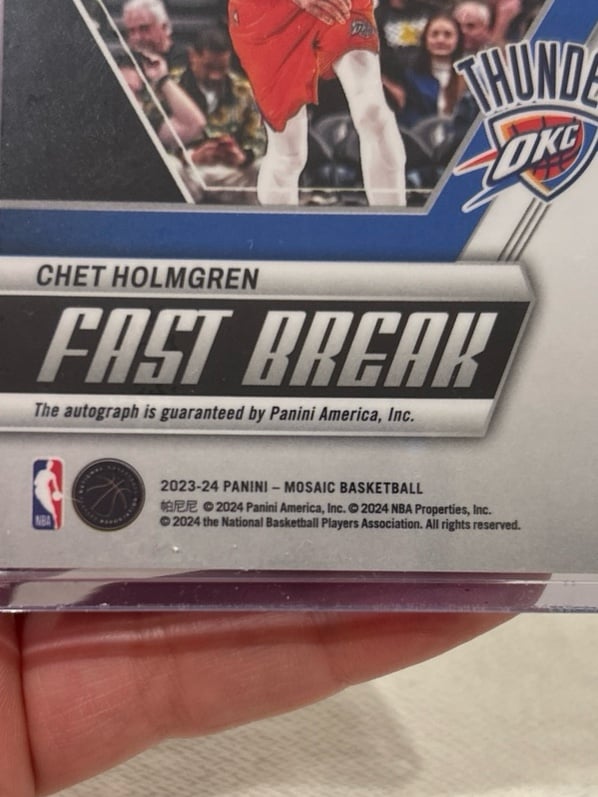 THUNDE
OKC
CHET HOLMGREN
FAST BREAK
The autograph is guaranteed by Panini America, Inc.
NBA
2023-24 PANINI – MOSAIC BASKETBALL
帕尼尼 © 2024 Panini America, Inc. © 2024 NBA Properties, Inc.
© 2024 the National Basketball Players Association. All rights reserved.